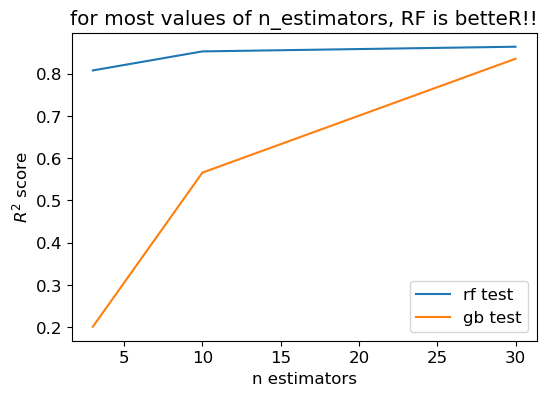 for most values of n_estimators, RF is betteR!!
0.8
0.7
0.6
0.5
0.4
0.3
0.2
R² score
rf test
gb test
5
10
15
20
25
30
n estimators